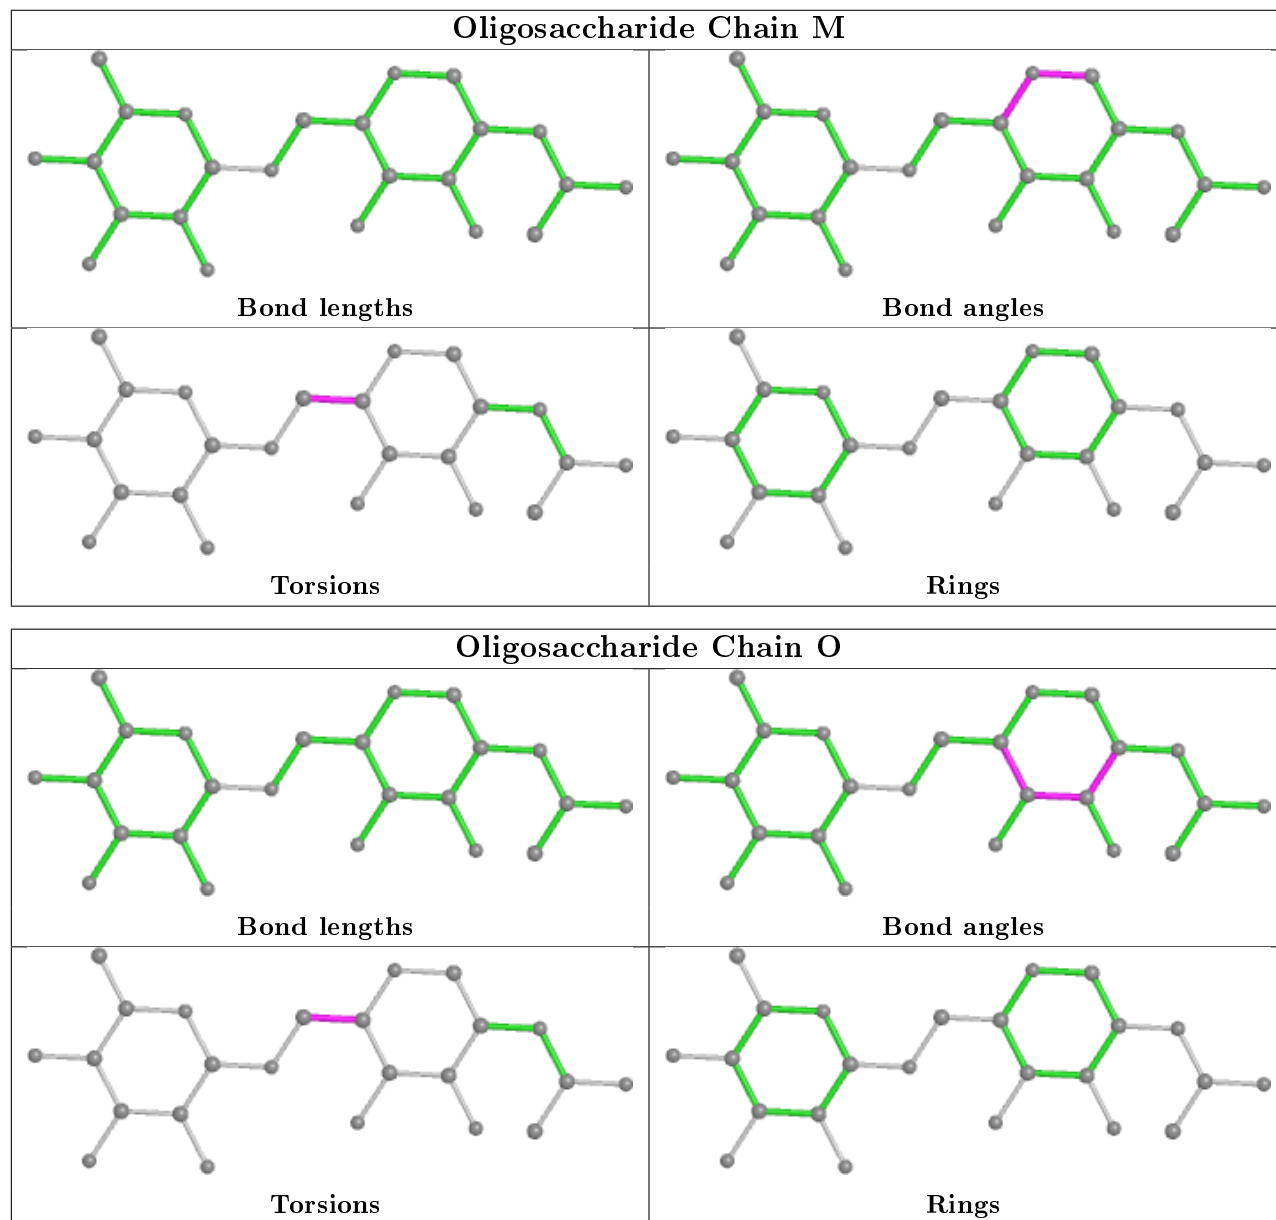 Oligosaccharide Chain M
Bond lengths
Bond angles
Torsions
Rings
Oligosaccharide Chain O
Bond lengths
Bond angles
Torsions
Rings